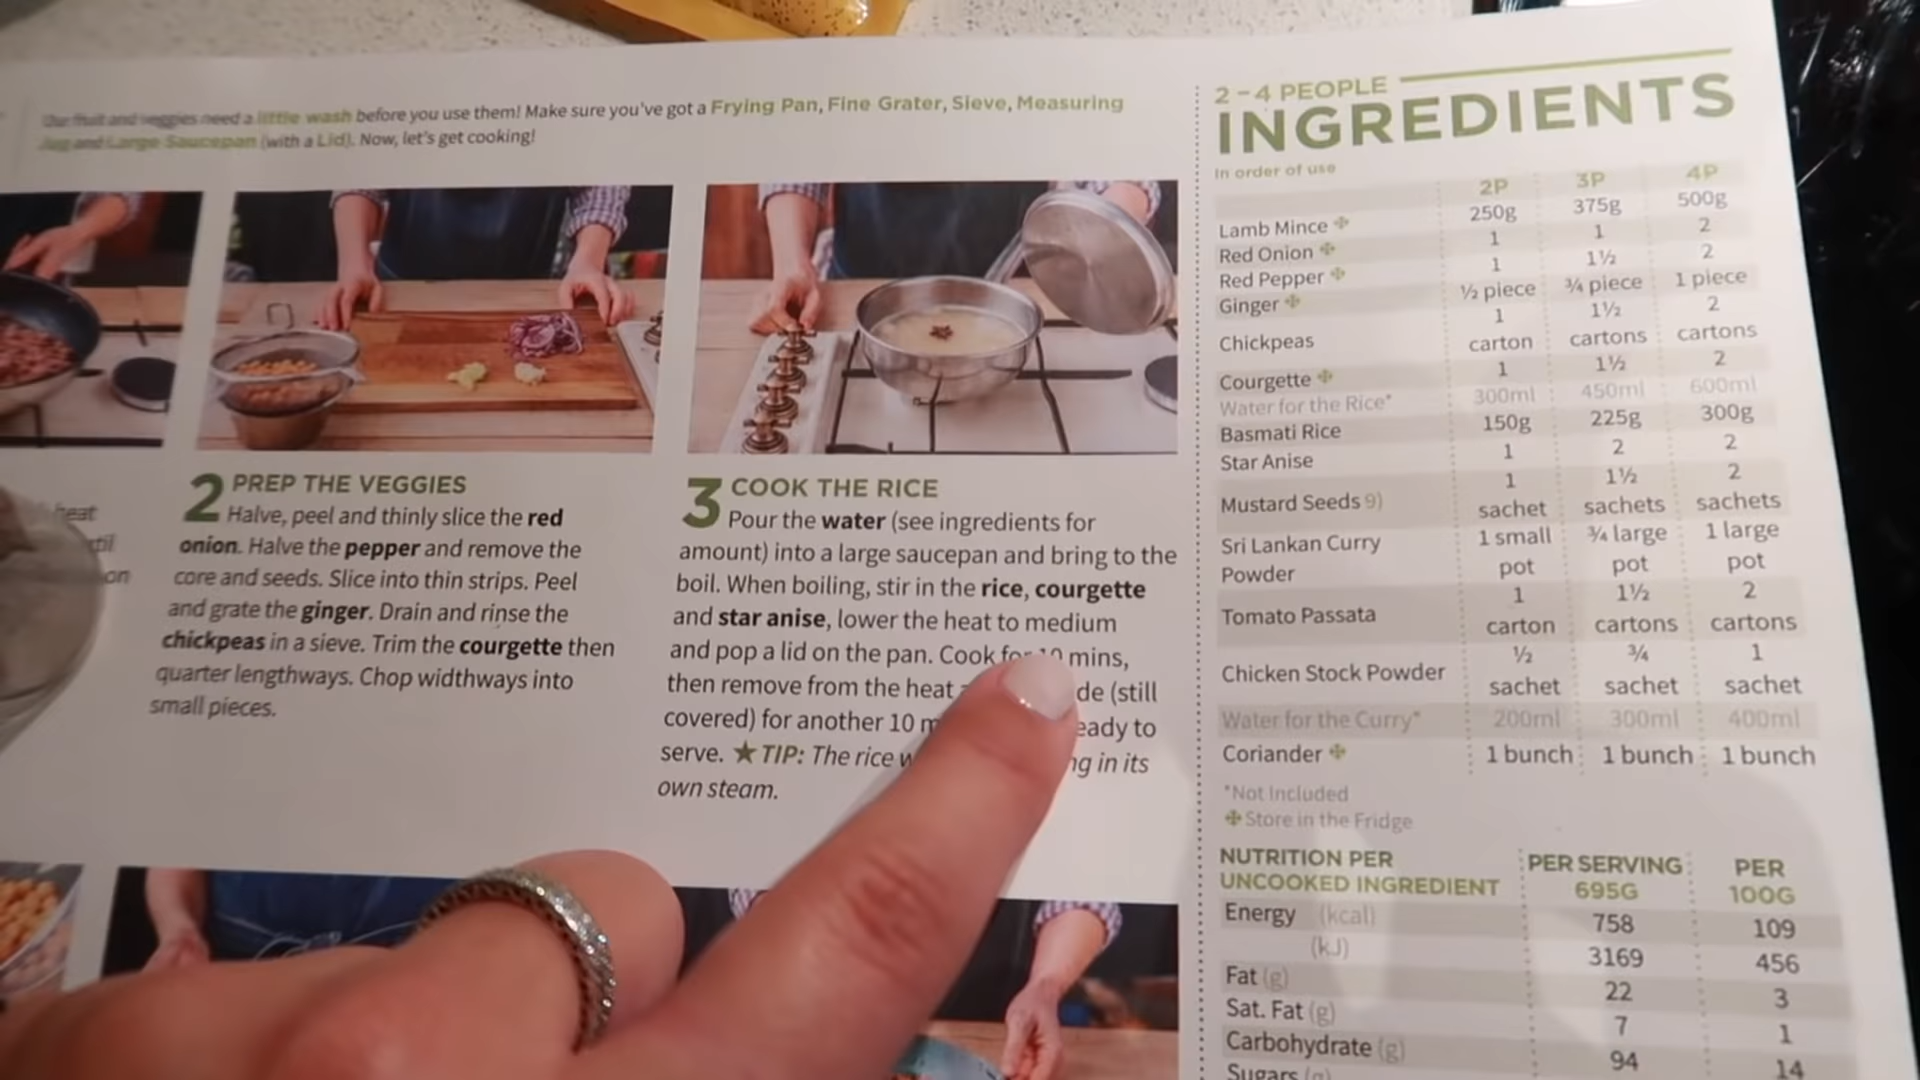 Our fruit and veggies need a little wash before you use them! Make sure you've got a Frying Pan, Fine Grater, Sieve, Measuring
Jug and Large Saucepan (with a Lid). Now, let's get cooking!
heat
on
2 PREP THE VEGGIES
Halve, peel and thinly slice the red
onion. Halve the pepper and remove the
core and seeds. Slice into thin strips. Peel
and grate the ginger. Drain and rinse the
chickpeas in a sieve. Trim the courgette then
quarter lengthways. Chop widthways into
small pieces.
3 COOK THE RICE
Pour the water (see ingredients for
amount) into a large saucepan and bring to the
boil. When boiling, stir in the rice, courgette
and star anise, lower the heat to medium
and pop a lid on the pan. Cook for 10 mins,
then remove from the heat (still
covered) for another 10 to
serve. ★ TIP: The rice in its
own steam.
2 - 4 PEOPLE
INGREDIENTS
In order of use
2P 3P 4P
Lamb Mince 250g 375g 500g
Red Onion 1 1 2
Red Pepper 1 1½ 2
Ginger ½ piece ¾ piece 1 piece
Chickpeas 1 carton 1½ cartons 2 cartons
Courgette 1 1½ 2
Water for the Rice* 300ml 450ml 600ml
Basmati Rice 150g 225g 300g
Star Anise 1 2 2
Mustard Seeds 9) 1 sachet 1½ sachets 2 sachets
Sri Lankan Curry Powder 1 small pot ¾ large pot 1 large pot
Tomato Passata 1 carton 1½ cartons 2 cartons
Chicken Stock Powder ½ sachet ¾ sachet 1 sachet
Water for the Curry* 200ml 300ml 400ml
Coriander 1 bunch 1 bunch 1 bunch
*Not Included
Store in the Fridge
NUTRITION PER UNCOOKED INGREDIENT PER SERVING 695G PER 100G
Energy (kcal) 758 109
(kJ) 3169 456
Fat (g) 22 3
Sat. Fat (g) 7 1
Carbohydrate (g) 94 14
Sugars (g)